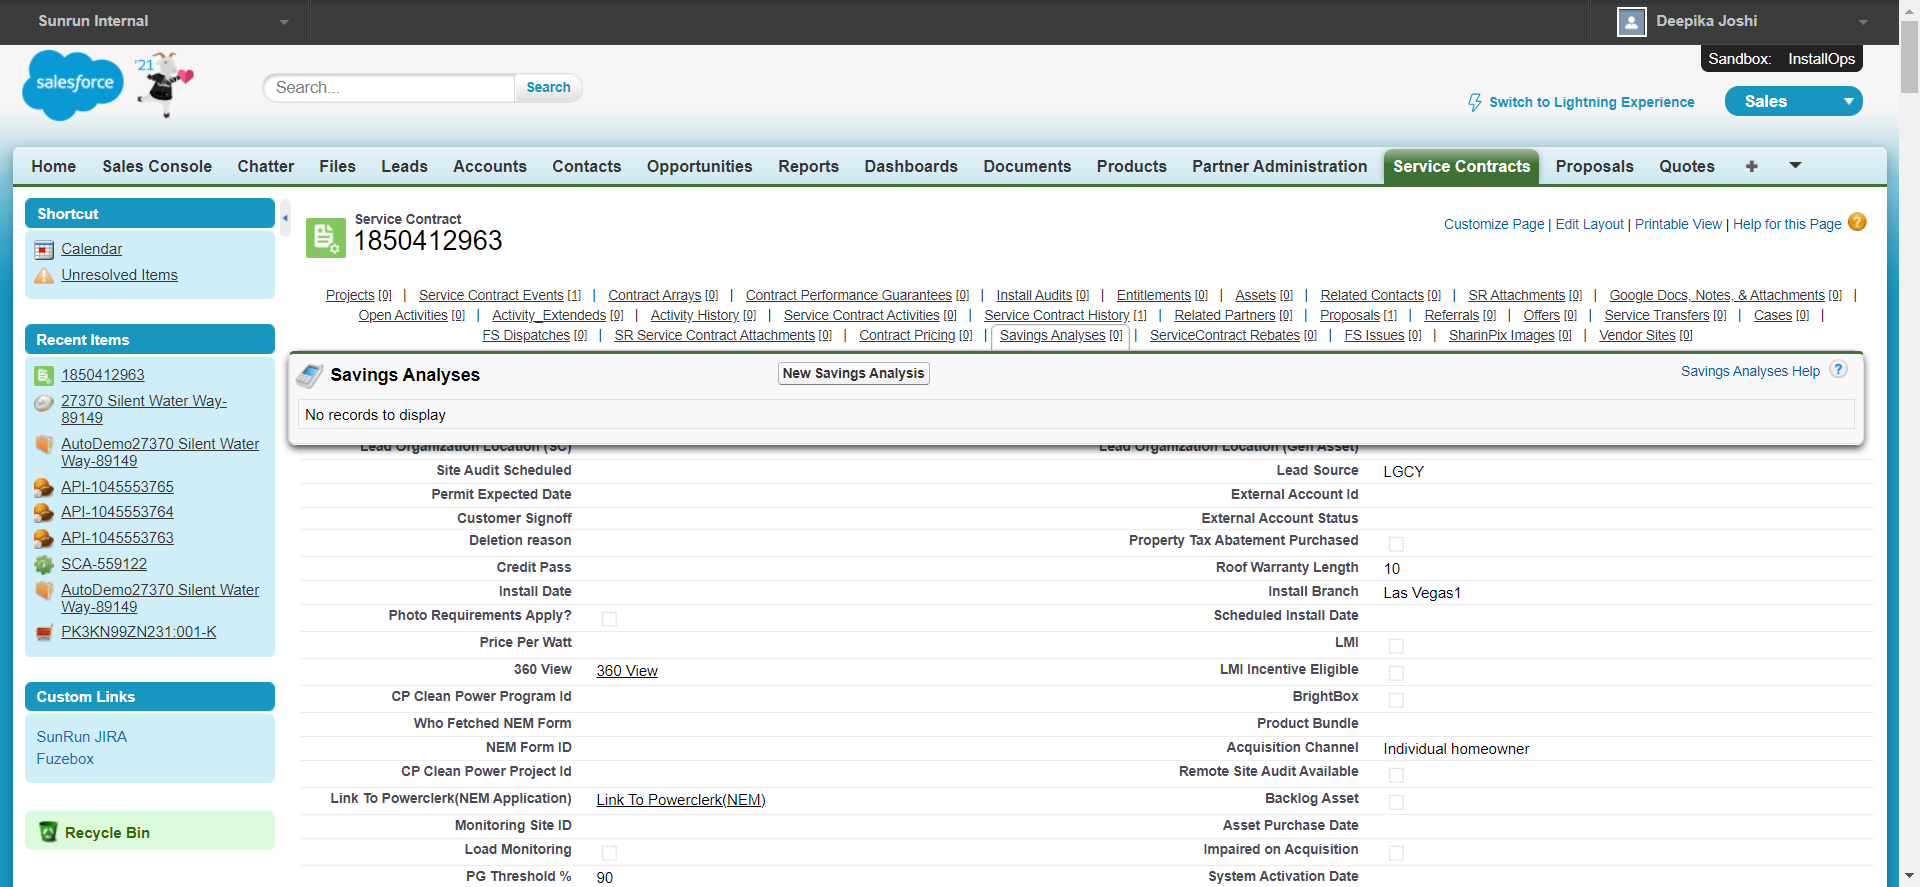 Sunrun Internal
Deepika Joshi
Sandbox: InstallOps
salesforce '21
Search... Search
Switch to Lightning Experience Sales
Home Sales Console Chatter Files Leads Accounts Contacts Opportunities Reports Dashboards Documents Products Partner Administration Service Contracts Proposals Quotes +
Shortcut
Calendar
Unresolved Items
Recent Items
1850412963
27370 Silent Water Way-
89149
AutoDemo27370 Silent Water
Way-89149
API-1045553765
API-1045553764
API-1045553763
SCA-559122
AutoDemo27370 Silent Water
Way-89149
PK3KN99ZN231:001-K
Custom Links
SunRun JIRA
Fuzebox
Recycle Bin
Service Contract
1850412963
Customize Page | Edit Layout | Printable View | Help for this Page ?
Projects [0] | Service Contract Events [1] | Contract Arrays [0] | Contract Performance Guarantees [0] | Install Audits [0] | Entitlements [0] | Assets [0] | Related Contacts [0] | SR Attachments [0] | Google Docs, Notes, & Attachments [0] |
Open Activities [0] | Activity_Extendeds [0] | Activity History [0] | Service Contract Activities [0] | Service Contract History [1] | Related Partners [0] | Proposals [1] | Referrals [0] | Offers [0] | Service Transfers [0] | Cases [0] |
FS Dispatches [0] | SR Service Contract Attachments [0] | Contract Pricing [0] | Savings Analyses [0] | ServiceContract Rebates [0] | FS Issues [0] | SharinPix Images [0] | Vendor Sites [0]
Savings Analyses New Savings Analysis Savings Analyses Help ?
No records to display
Lead Organization Location (SC) Lead Organization Location (Gen Asset)
Site Audit Scheduled Lead Source LGCY
Permit Expected Date External Account Id
Customer Signoff External Account Status
Deletion reason Property Tax Abatement Purchased
Credit Pass Roof Warranty Length 10
Install Date Install Branch Las Vegas1
Photo Requirements Apply? Scheduled Install Date
Price Per Watt LMI
360 View 360 View LMI Incentive Eligible
CP Clean Power Program Id BrightBox
Who Fetched NEM Form Product Bundle
NEM Form ID Acquisition Channel Individual homeowner
CP Clean Power Project Id Remote Site Audit Available
Link To Powerclerk(NEM Application) Link To Powerclerk(NEM) Backlog Asset
Monitoring Site ID Asset Purchase Date
Load Monitoring Impaired on Acquisition
PG Threshold % 90 System Activation Date